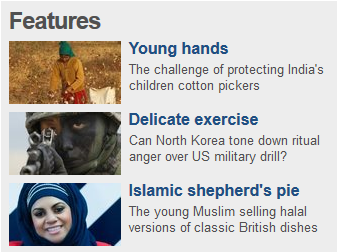 Features
Young hands
The challenge of protecting India's
children cotton pickers
Delicate exercise
Can North Korea tone down ritual
anger over US military drill?
Islamic shepherd's pie
The young Muslim selling halal
versions of classic British dishes